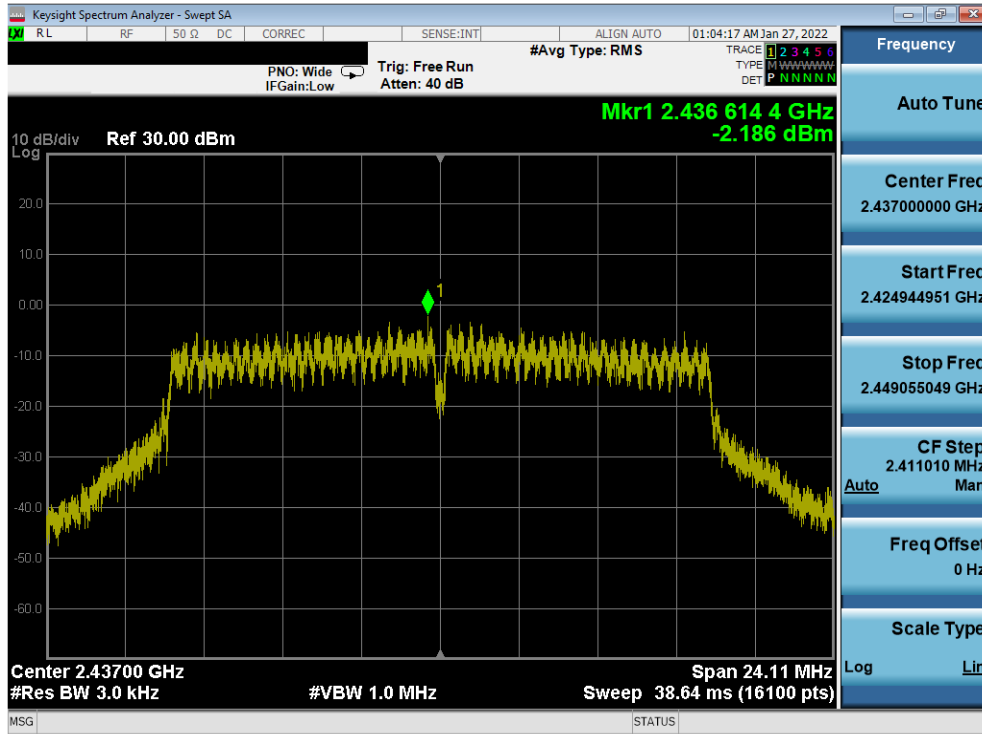 Keysight Spectrum Analyzer - Swept SA
LXI RL RF 50 Ω DC CORREC SENSE:INT ALIGN AUTO 01:04:17 AM Jan 27, 2022
#Avg Type: RMS
TRACE 1 2 3 4 5 6
TYPE M WWWWW
DET P N N N N N
PNO: Wide
IFGain:Low
Trig: Free Run
Atten: 40 dB
Mkr1 2.436 614 4 GHz
-2.186 dBm
10 dB/div
Log
Ref 30.00 dBm
20.0
10.0
0.00
-10.0
-20.0
-30.0
-40.0
-50.0
-60.0
1
Center 2.43700 GHz
Span 24.11 MHz
#Res BW 3.0 kHz
#VBW 1.0 MHz
Sweep 38.64 ms (16100 pts)
MSG
STATUS
Frequency
Auto Tune
Center Freq
2.437000000 GHz
Start Freq
2.424944951 GHz
Stop Freq
2.449055049 GHz
CF Step
2.411010 MHz
Auto Man
Freq Offset
0 Hz
Scale Type
Log Lin